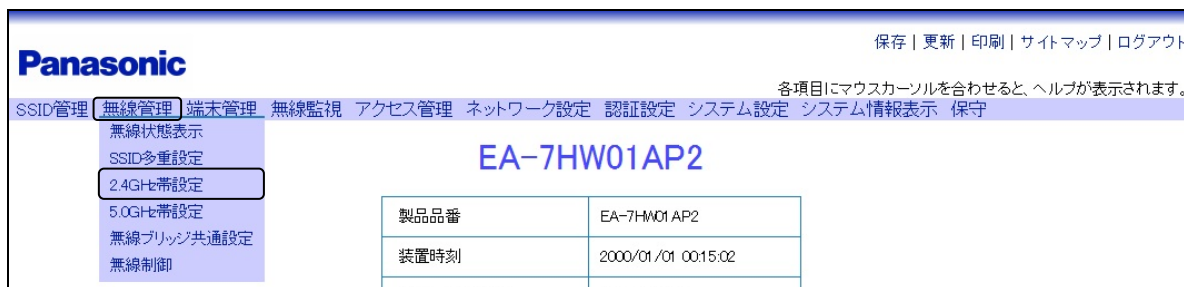 保存 | 更新 | 印刷 | サイトマップ | ログアウト
Panasonic
各項目にマウスカーソルを合わせると、ヘルプが表示されます。
SSID管理 無線管理 端末管理 無線監視 アクセス管理 ネットワーク設定 認証設定 システム設定 システム情報表示 保守
無線状態表示
SSID多重設定
2.4GHz帯設定
5.0GHz帯設定
無線ブリッジ共通設定
無線制御
EA-7HW01AP2
製品品番 EA-7HW01AP2
装置時刻 2000/01/01 00:15:02